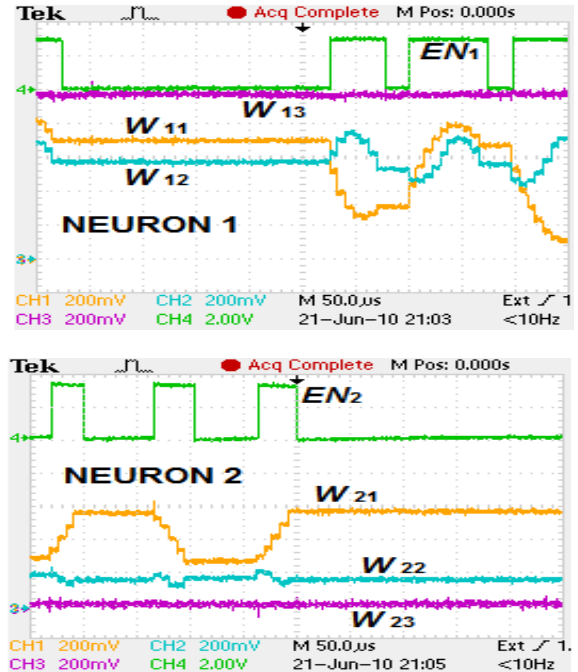 Tek Acq Complete M Pos: 0.000s
EN1
4
W13
W11
W12
NEURON 1
3
CH1 200mV CH2 200mV M 50.0µs Ext ∕ 1
CH3 200mV CH4 2.00V 21-Jun-10 21:03 <10Hz
Tek Acq Complete M Pos: 0.000s
EN2
4
NEURON 2
W21
W22
3
W23
CH1 200mV CH2 200mV M 50.0µs Ext ∕ 1.
CH3 200mV CH4 2.00V 21-Jun-10 21:05 <10Hz